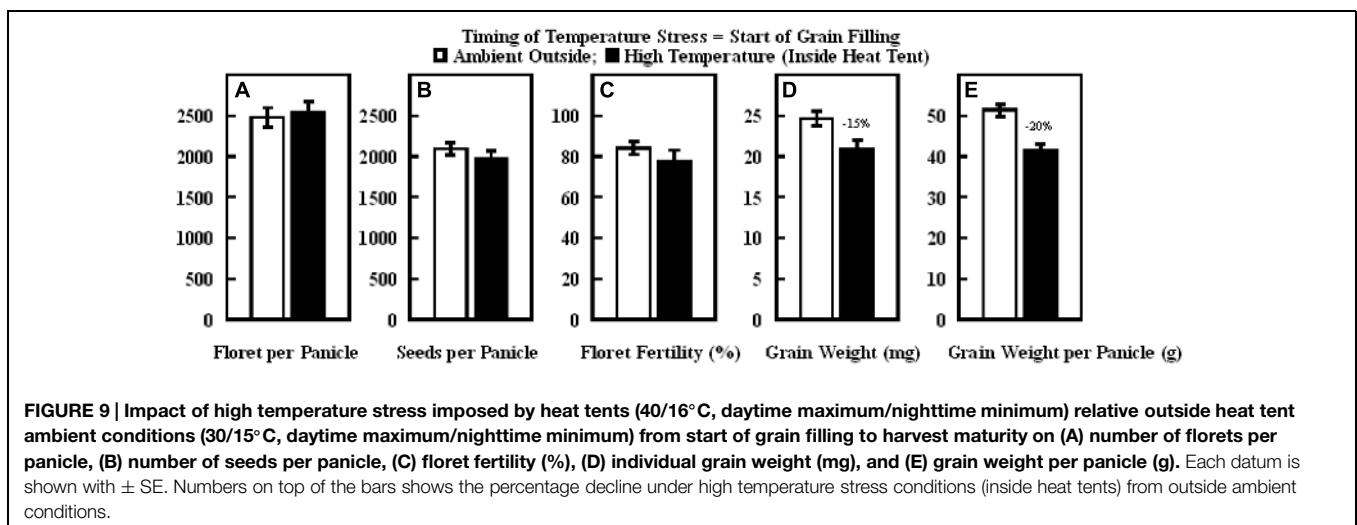 Timing of Temperature Stress = Start of Grain Filling
Ambient Outside; High Temperature (Inside Heat Tent)
A
2500
2000
1500
1000
500
0
Floret per Panicle
B
2500
2000
1500
1000
500
0
Seeds per Panicle
C
100
80
60
40
20
0
Floret Fertility (%)
D
-15%
25
20
15
10
5
0
Grain Weight (mg)
E
-20%
50
40
30
20
10
0
Grain Weight per Panicle (g)
FIGURE 9 | Impact of high temperature stress imposed by heat tents (40/16°C, daytime maximum/nighttime minimum) relative outside heat tent
ambient conditions (30/15°C, daytime maximum/nighttime minimum) from start of grain filling to harvest maturity on (A) number of florets per
panicle, (B) number of seeds per panicle, (C) floret fertility (%), (D) individual grain weight (mg), and (E) grain weight per panicle (g). Each datum is
shown with ± SE. Numbers on top of the bars shows the percentage decline under high temperature stress conditions (inside heat tents) from outside ambient
conditions.